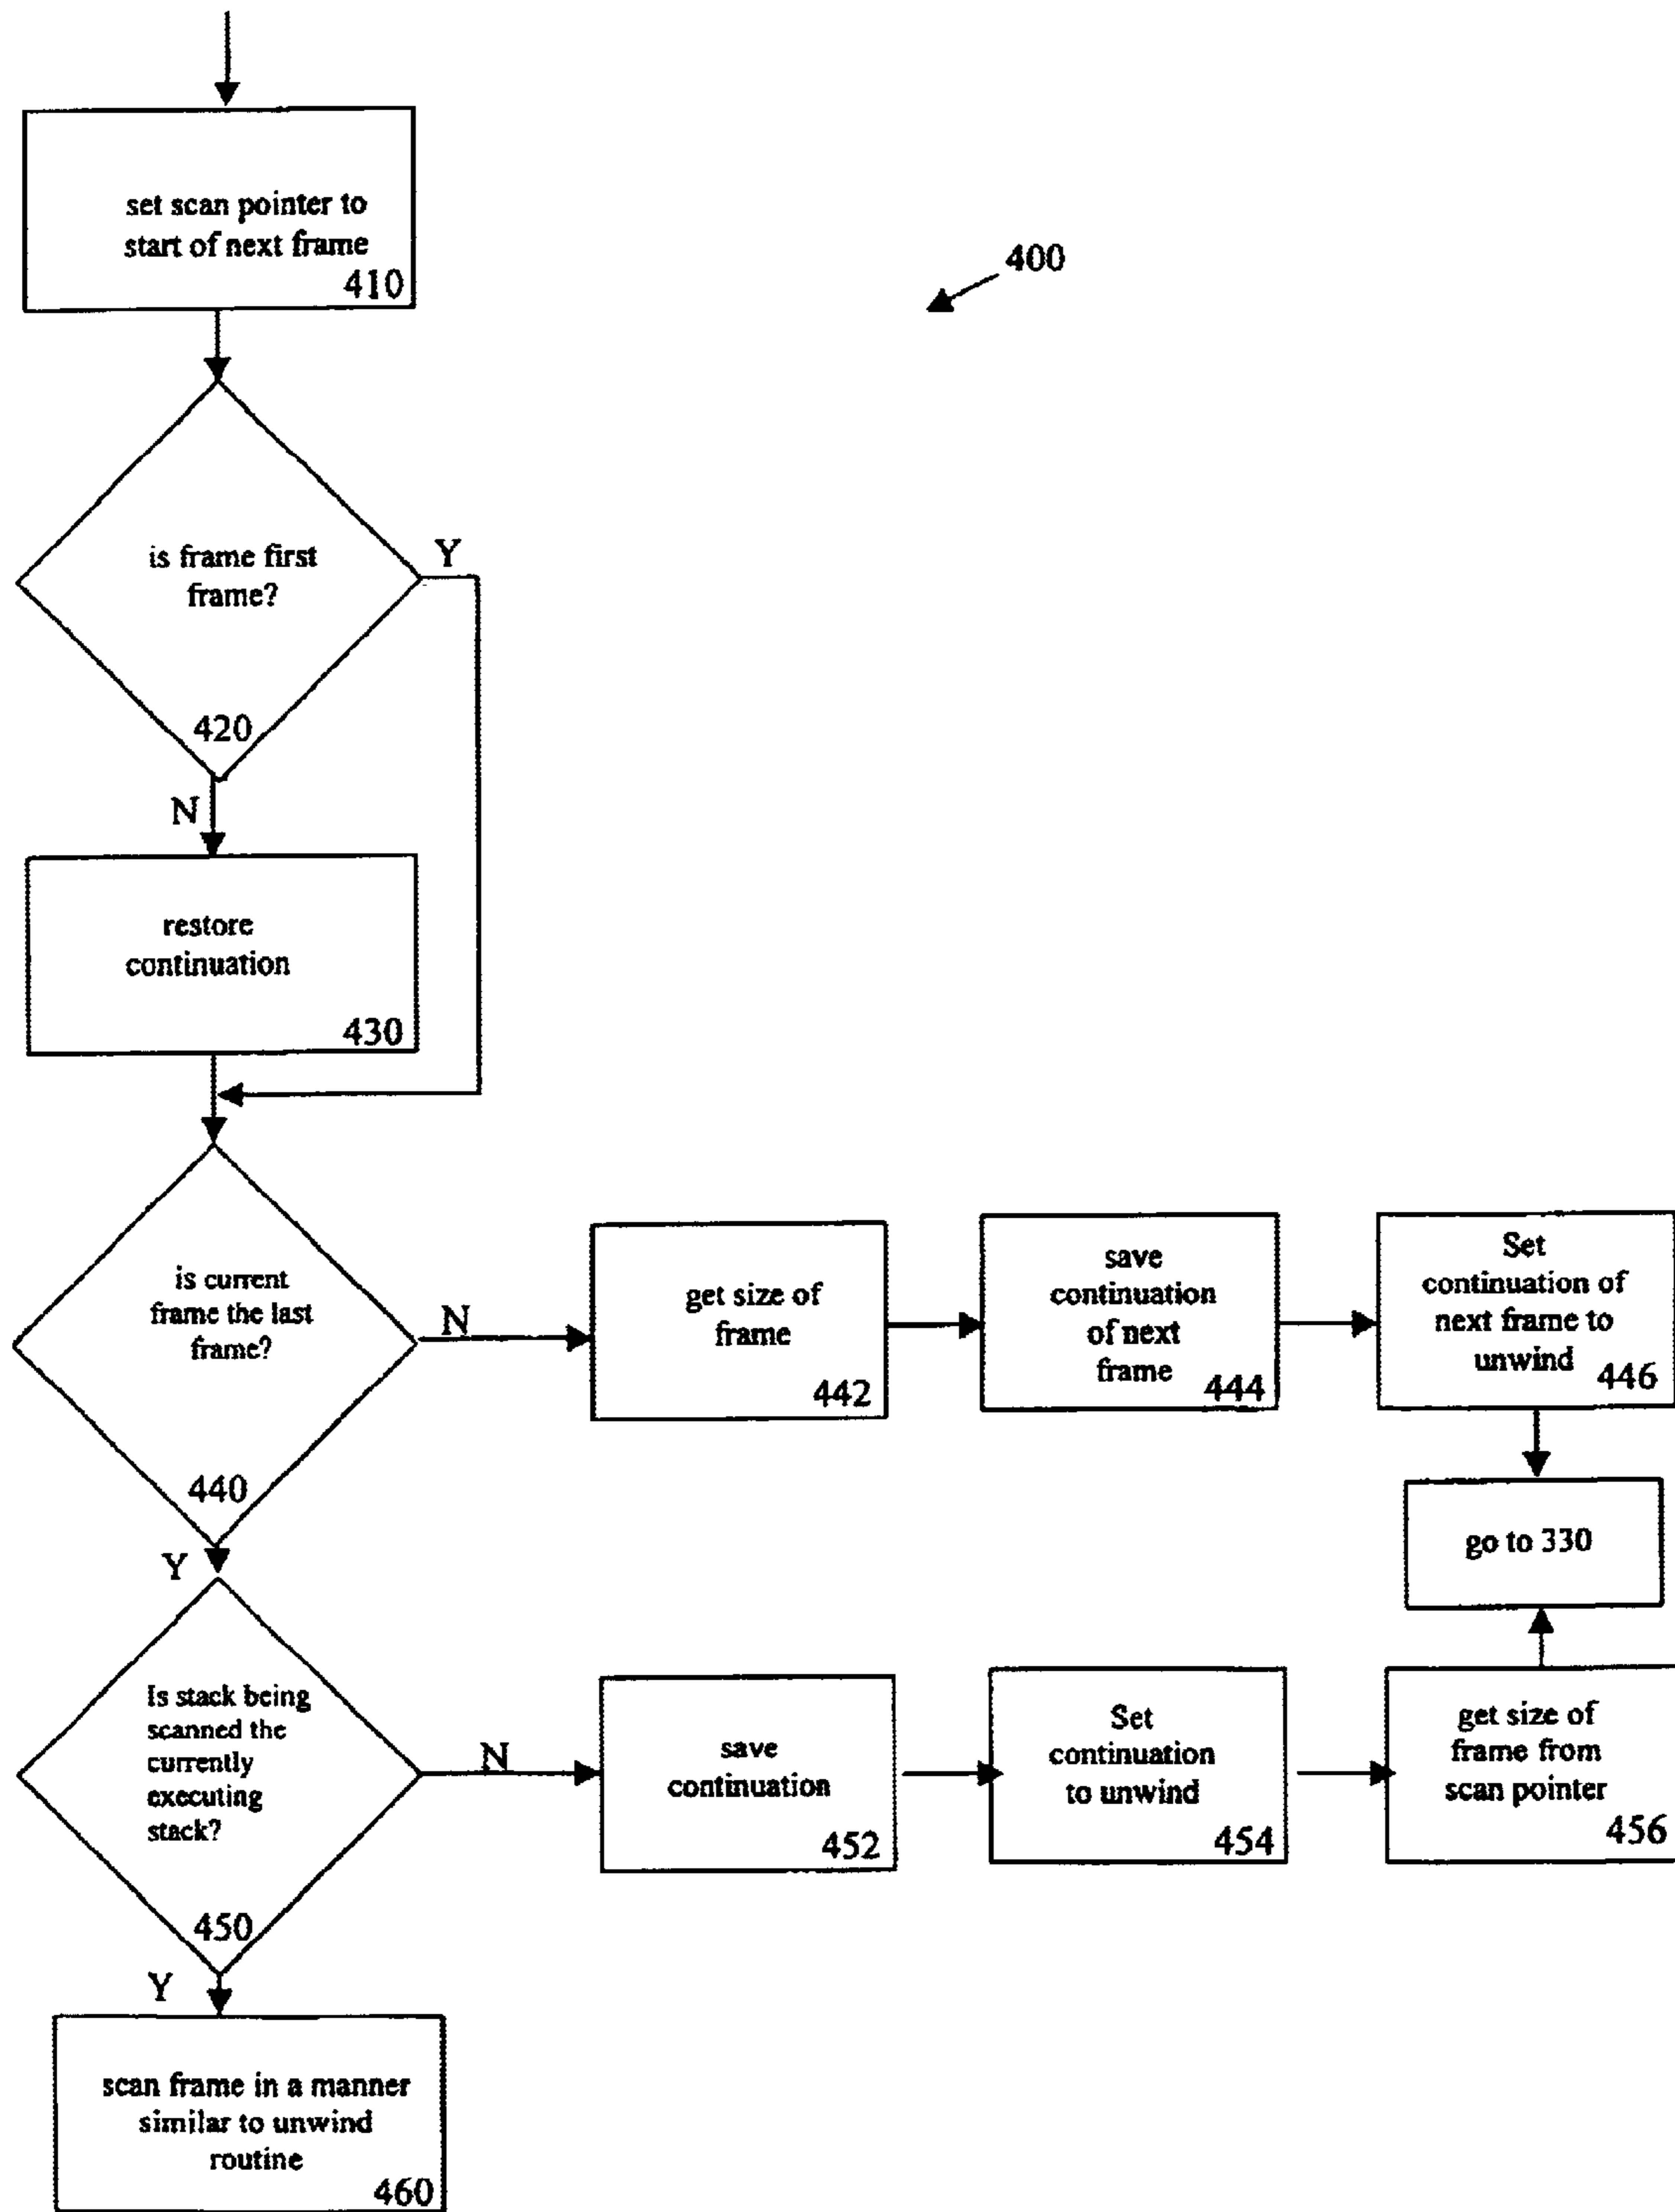 set scan pointer to
start of next frame
410
400
is frame first
frame?
Y
420
N
restore
continuation
430
is current
frame the last
frame?
N
440
Y
get size of
frame
442
save
continuation
of next
frame
444
Set
continuation of
next frame to
unwind
446
go to 330
Is stack being
scanned the
currently
executing
stack?
N
450
Y
save
continuation
452
Set
continuation
to unwind
454
get size of
frame from
scan pointer
456
scan frame in a manner
similar to unwind
routine
460